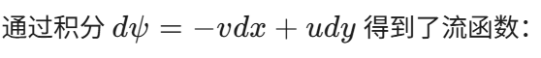 通过积分 dψ = −vdx + udy 得到了流函数：